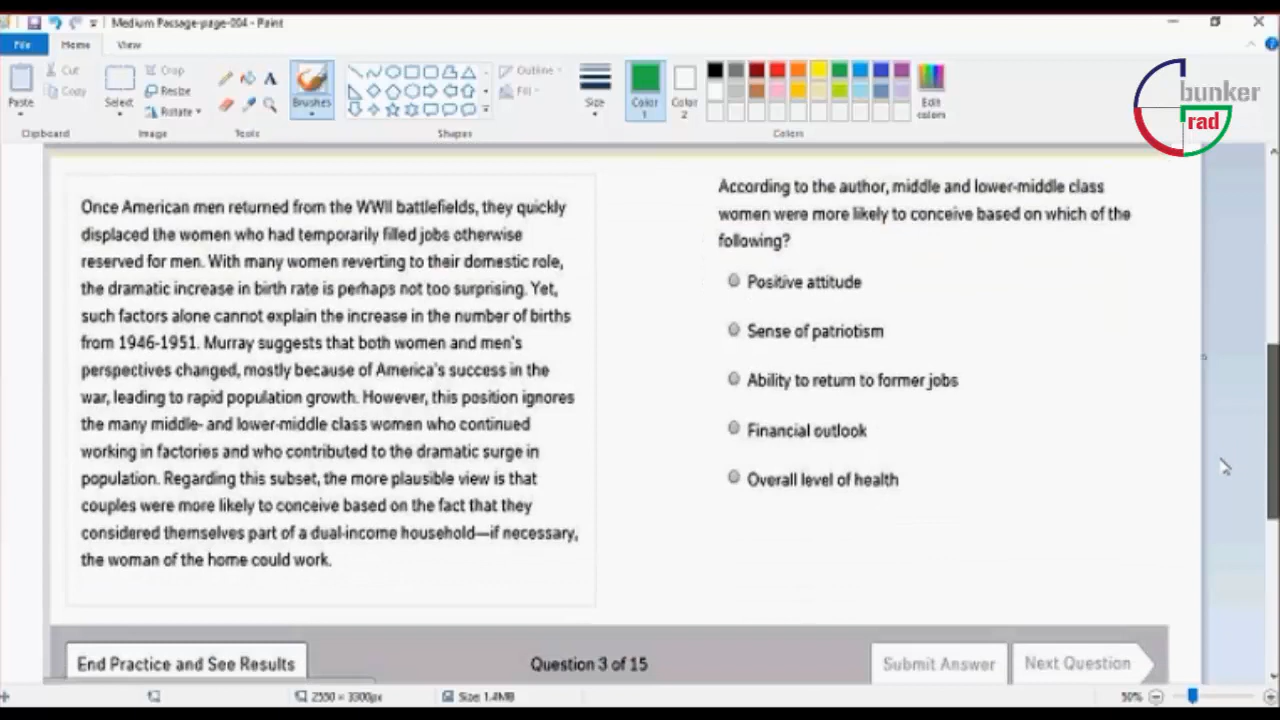 Medium Passage-page-004 - Paint
File Home View
Cut
Copy
Paste
Clipboard
Select
Crop
Resize
Rotate
Image
A
Tools
Brushes
Outline
Fill
Shapes
Size
Color 1
Color 2
Colors
Edit colors
bunker
rad
Once American men returned from the WWII battlefields, they quickly
displaced the women who had temporarily filled jobs otherwise
reserved for men. With many women reverting to their domestic role,
the dramatic increase in birth rate is perhaps not too surprising. Yet,
such factors alone cannot explain the increase in the number of births
from 1946-1951. Murray suggests that both women and men's
perspectives changed, mostly because of America's success in the
war, leading to rapid population growth. However, this position ignores
the many middle- and lower-middle class women who continued
working in factories and who contributed to the dramatic surge in
population. Regarding this subset, the more plausible view is that
couples were more likely to conceive based on the fact that they
considered themselves part of a dual-income household—if necessary,
the woman of the home could work.
According to the author, middle and lower-middle class
women were more likely to conceive based on which of the
following?
Positive attitude
Sense of patriotism
Ability to return to former jobs
Financial outlook
Overall level of health
End Practice and See Results
Question 3 of 15
Submit Answer
Next Question
2550 × 3300px
Size: 1.4MB
50%